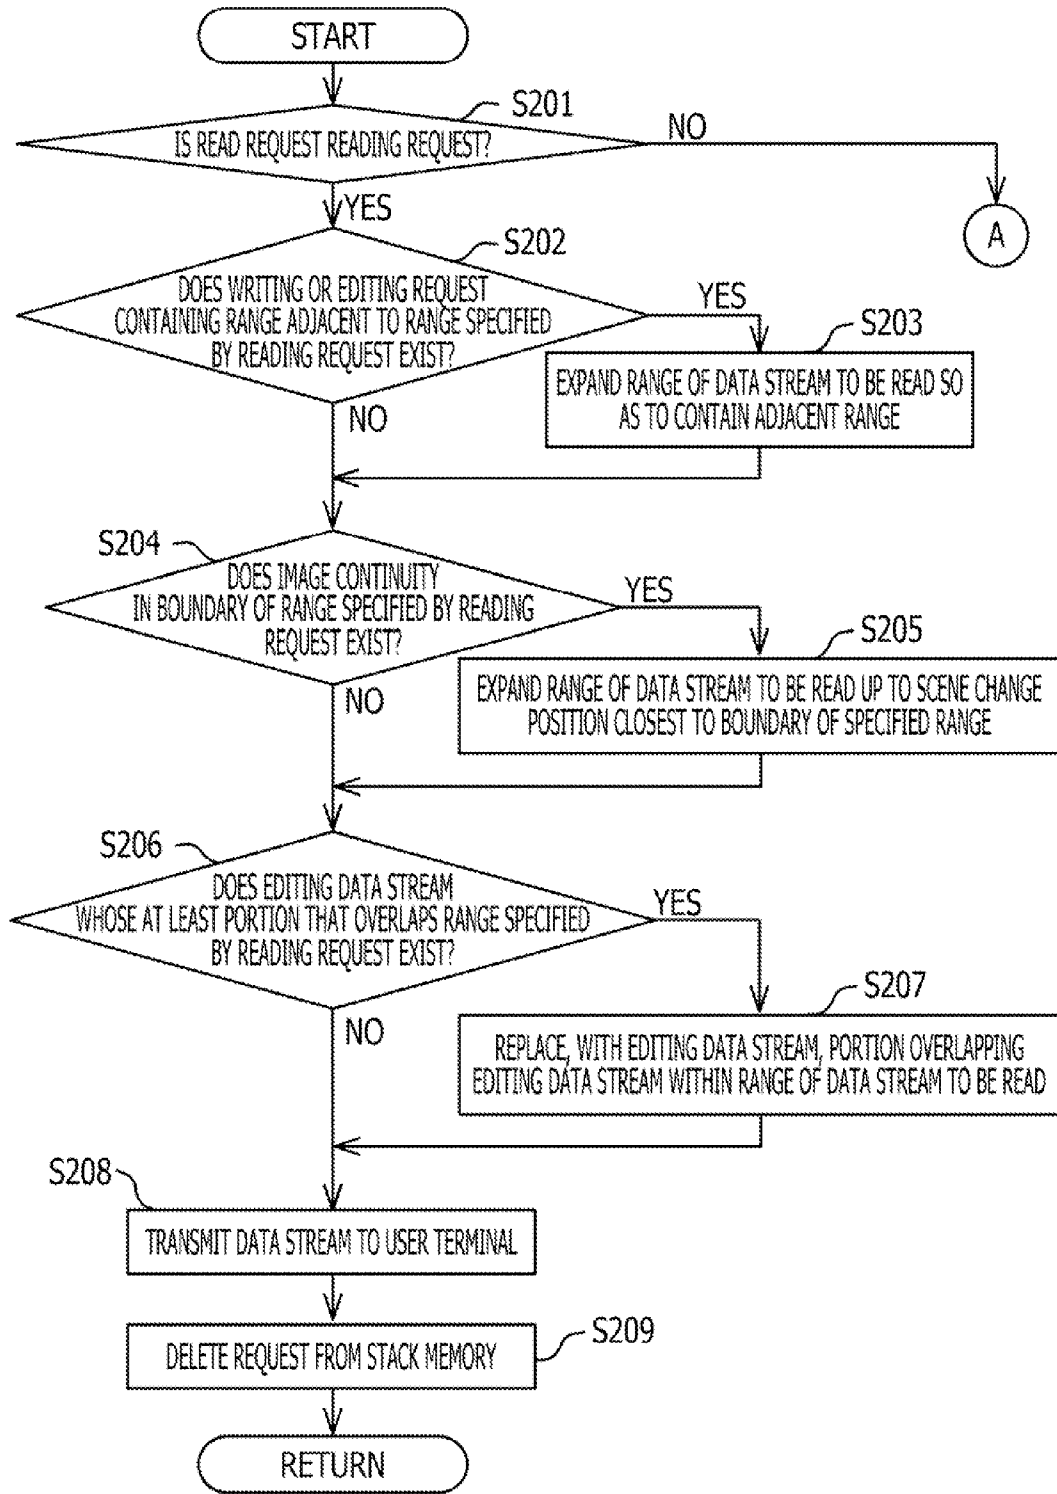 START
S201
IS READ REQUEST READING REQUEST?
NO
YES
A
S202
DOES WRITING OR EDITING REQUEST
CONTAINING RANGE ADJACENT TO RANGE SPECIFIED
BY READING REQUEST EXIST?
YES
S203
EXPAND RANGE OF DATA STREAM TO BE READ SO
AS TO CONTAIN ADJACENT RANGE
NO
S204
DOES IMAGE CONTINUITY
IN BOUNDARY OF RANGE SPECIFIED BY READING
REQUEST EXIST?
YES
S205
EXPAND RANGE OF DATA STREAM TO BE READ UP TO SCENE CHANGE
POSITION CLOSEST TO BOUNDARY OF SPECIFIED RANGE
NO
S206
DOES EDITING DATA STREAM
WHOSE AT LEAST PORTION THAT OVERLAPS RANGE SPECIFIED
BY READING REQUEST EXIST?
YES
S207
REPLACE, WITH EDITING DATA STREAM, PORTION OVERLAPPING
EDITING DATA STREAM WITHIN RANGE OF DATA STREAM TO BE READ
NO
S208
TRANSMIT DATA STREAM TO USER TERMINAL
S209
DELETE REQUEST FROM STACK MEMORY
RETURN